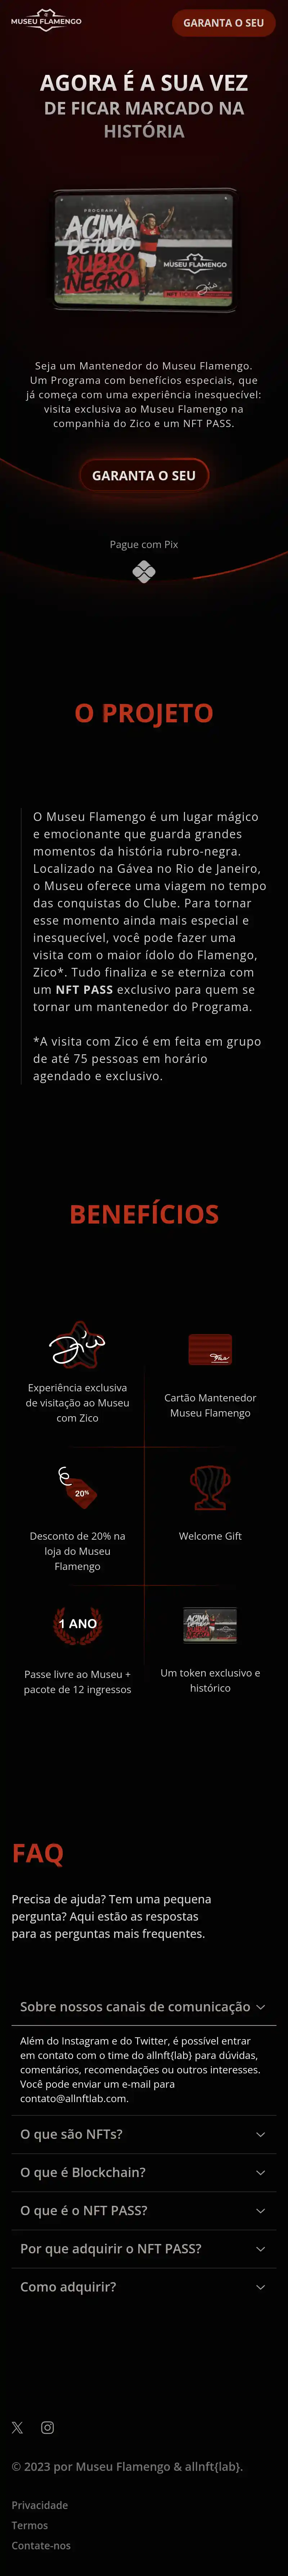 MUSEU FLAMENGO
GARANTA O SEU
AGORA É A SUA VEZ
DE FICAR MARCADO NA
HISTÓRIA
PROGRAMA
ACIMA
DE TUDO
RUBRO
NEGRO
MUSEU FLAMENGO
Seja um Mantenedor do Museu Flamengo.
Um Programa com benefícios especiais, que
já começa com uma experiência inesquecível:
visita exclusiva ao Museu Flamengo na
companhia do Zico e um NFT PASS.
GARANTA O SEU
Pague com Pix
O PROJETO
O Museu Flamengo é um lugar mágico
e emocionante que guarda grandes
momentos da história rubro-negra.
Localizado na Gávea no Rio de Janeiro,
o Museu oferece uma viagem no tempo
das conquistas do Clube. Para tornar
esse momento ainda mais especial e
inesquecível, você pode fazer uma
visita com o maior ídolo do Flamengo,
Zico*. Tudo finaliza e se eterniza com
um NFT PASS exclusivo para quem se
tornar um mantenedor do Programa.
*A visita com Zico é em feita em grupo
de até 75 pessoas em horário
agendado e exclusivo.
BENEFÍCIOS
Experiência exclusiva
de visitação ao Museu
com Zico
Cartão Mantenedor
Museu Flamengo
20%
Desconto de 20% na
loja do Museu
Flamengo
Welcome Gift
1 ANO
Passe livre ao Museu +
pacote de 12 ingressos
ACIMA
DE TUDO
RUBRO
NEGRO
Um token exclusivo e
histórico
FAQ
Precisa de ajuda? Tem uma pequena
pergunta? Aqui estão as respostas
para as perguntas mais frequentes.
Sobre nossos canais de comunicação
Além do Instagram e do Twitter, é possível entrar
em contato com o time do allnft{lab} para dúvidas,
comentários, recomendações ou outros interesses.
Você pode enviar um e-mail para
contato@allnftlab.com.
O que são NFTs?
O que é Blockchain?
O que é o NFT PASS?
Por que adquirir o NFT PASS?
Como adquirir?
© 2023 por Museu Flamengo & allnft{lab}.
Privacidade
Termos
Contate-nos